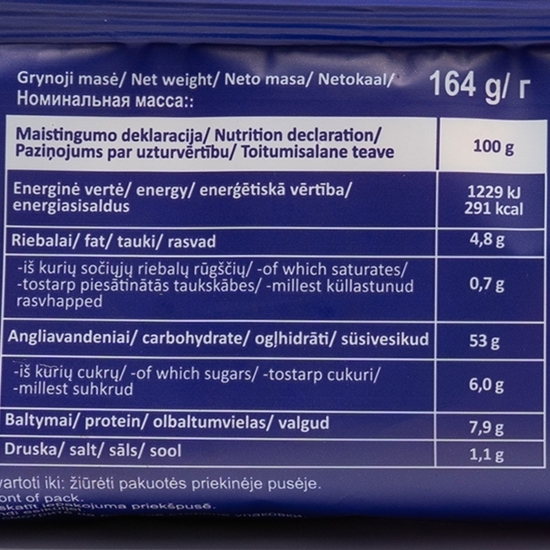 Grynoji masė/ Net weight/ Neto masa/ Netokaal/ 164 g/ г
Номинальная масса::
Maistingumo deklaracija/ Nutrition declaration/
Paziņojums par uzturvērtību/ Toitumisalane teave 100 g
Energinė vertė/ energy/ enerģētiskā vērtība/ 1229 kJ
energiasisaldus 291 kcal
Riebalai/ fat/ tauki/ rasvad 4,8 g
-iš kurių sočiųjų riebalų rūgščių/ -of which saturates/
-tostarp piesātinātās taukskābes/ -millest küllastunud 0,7 g
rasvhapped
Angliavandeniai/ carbohydrate/ ogļhidrāti/ süsivesikud 53 g
-iš kurių cukrų/ -of which sugars/ -tostarp cukuri/ 6,0 g
-millest suhkrud
Baltymai/ protein/ olbaltumvielas/ valgud 7,9 g
Druska/ salt/ sāls/ sool 1,1 g
vartoti iki: žiūrėti pakuotės priekinėje pusėje.
ont of pack.
skatīt iepakojuma priekšpusē.